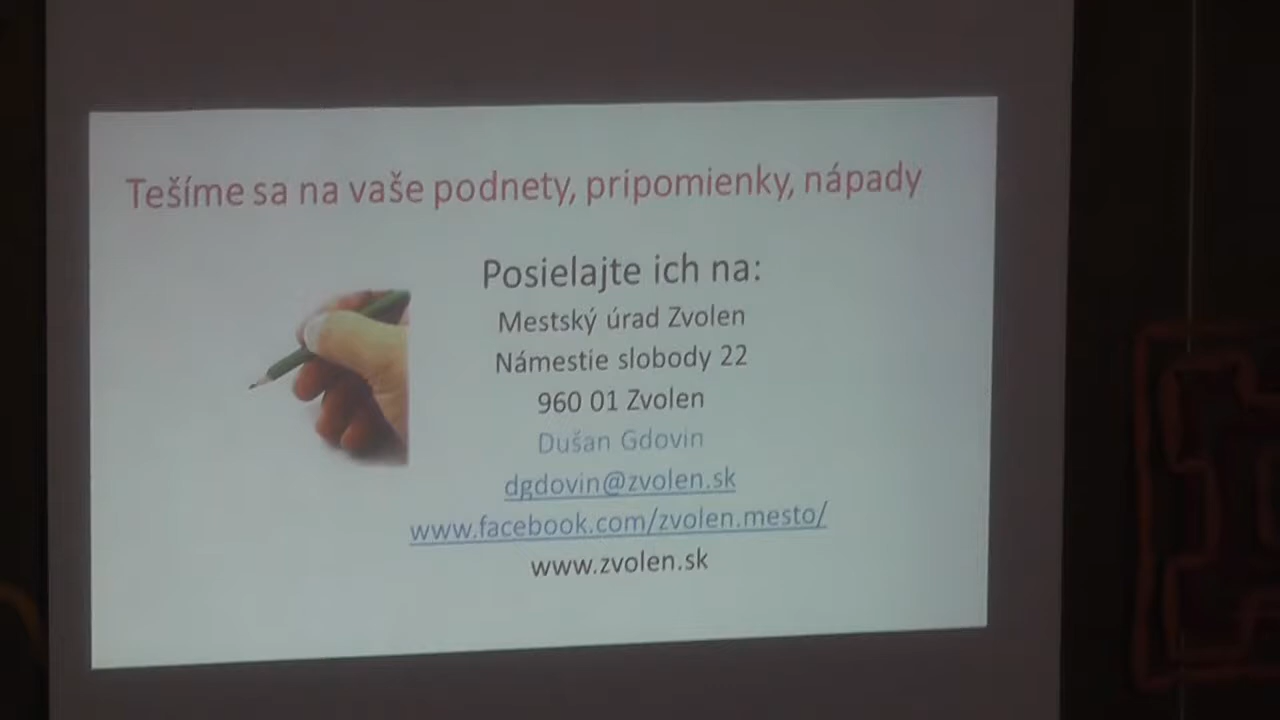 Tešíme sa na vaše podnety, pripomienky, nápady
Posielajte ich na:
Mestský úrad Zvolen
Námestie slobody 22
960 01 Zvolen
Dušan Gdovin
dgdovin@zvolen.sk
www.facebook.com/zvolen.mesto/
www.zvolen.sk